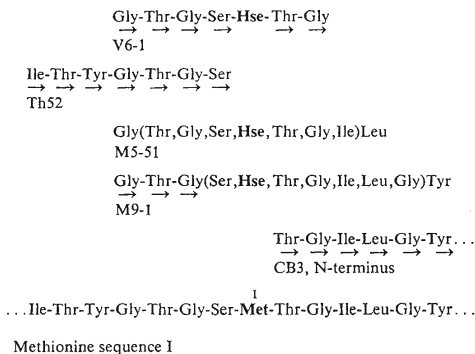 Gly-Thr-Gly-Ser-Hse-Thr-Gly
→ → → → → →
V6-1
Ile-Thr-Tyr-Gly-Thr-Gly-Ser
→ → → → → → →
Th52
Gly(Thr,Gly,Ser,Hse,Thr,Gly,Ile)Leu
M5-51
Gly-Thr-Gly(Ser,Hse,Thr,Gly,Ile,Leu,Gly)Tyr
→ → →
M9-1
Thr-Gly-Ile-Leu-Gly-Tyr...
→ → → → → →
CB3, N-terminus
I
...Ile-Thr-Tyr-Gly-Thr-Gly-Ser-Met-Thr-Gly-Ile-Leu-Gly-Tyr...
Methionine sequence I